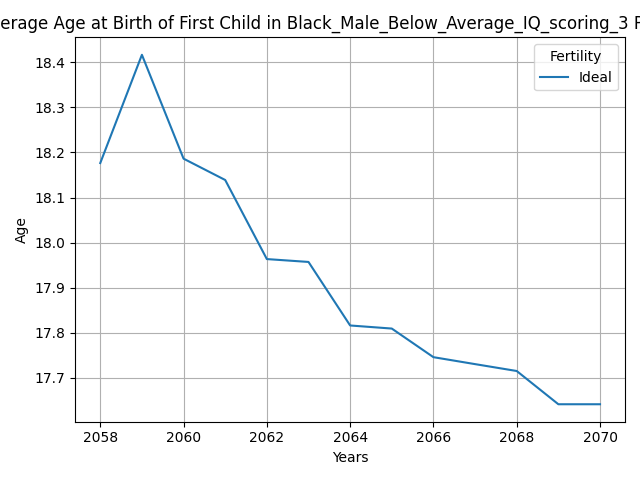 erage Age at Birth of First Child in Black_Male_Below_Average_IQ_scoring_3
Fertility
Ideal
18.4
18.3
18.2
18.1
18.0
17.9
17.8
17.7
Age
2058 2060 2062 2064 2066 2068 2070
Years